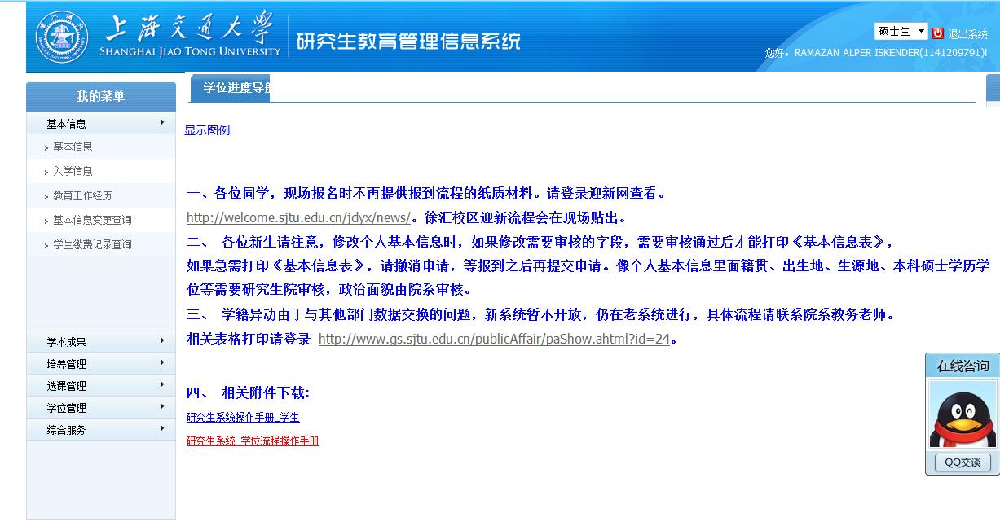 上海交通大学
SHANGHAI JIAO TONG UNIVERSITY
研究生教育管理信息系统
硕士生
退出系统
您好，RAMAZAN ALPER ISKENDER(1141209791)!
我的菜单
基本信息
基本信息
入学信息
教育工作经历
基本信息变更查询
学生缴费记录查询
学术成果
培养管理
选课管理
学位管理
综合服务
学位进度导航
显示图例
一、各位同学，现场报名时不再提供报到流程的纸质材料。请登录迎新网查看。
http://welcome.sjtu.edu.cn/jdyx/news/。徐汇校区迎新流程会在现场贴出。
二、 各位新生请注意，修改个人基本信息时，如果修改需要审核的字段，需要审核通过后才能打印《基本信息表》，
如果急需打印《基本信息表》，请撤消申请，等报到之后再提交申请。像个人基本信息里面籍贯、出生地、生源地、本科硕士学历学
位等需要研究生院审核，政治面貌由院系审核。
三、 学籍异动由于与其他部门数据交换的问题，新系统暂不开放，仍在老系统进行，具体流程请联系院系教务老师。
相关表格打印请登录 http://www.gs.sjtu.edu.cn/publicAffair/paShow.ahtml?id=24。
四、 相关附件下载:
研究生系统操作手册_学生
研究生系统_学位流程操作手册
在线咨询
QQ交谈